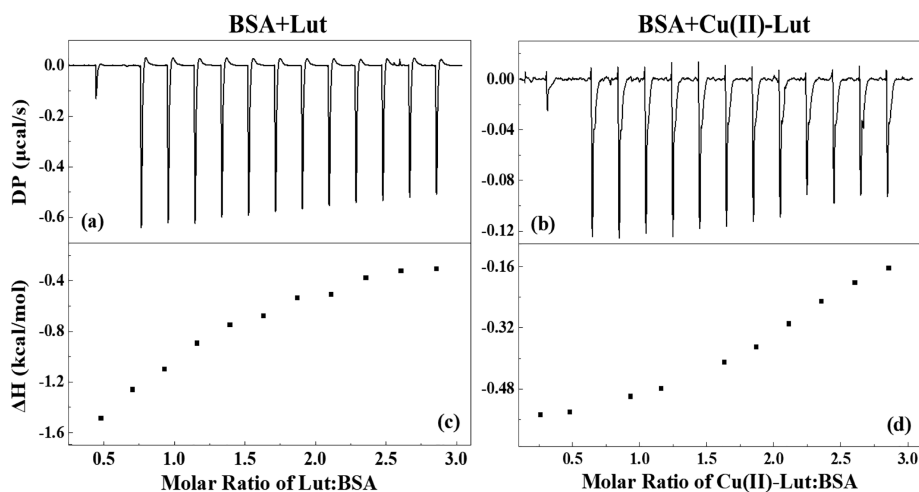 BSA+Lut
BSA+Cu(II)-Lut
DP (μcal/s)
0.0
-0.2
-0.4
-0.6
(a)
0.00
-0.04
-0.08
-0.12
(b)
ΔH (kcal/mol)
-0.4
-0.8
-1.2
-1.6
(c)
-0.16
-0.32
-0.48
(d)
0.5 1.0 1.5 2.0 2.5 3.0
0.5 1.0 1.5 2.0 2.5 3.0
Molar Ratio of Lut:BSA
Molar Ratio of Cu(II)-Lut:BSA